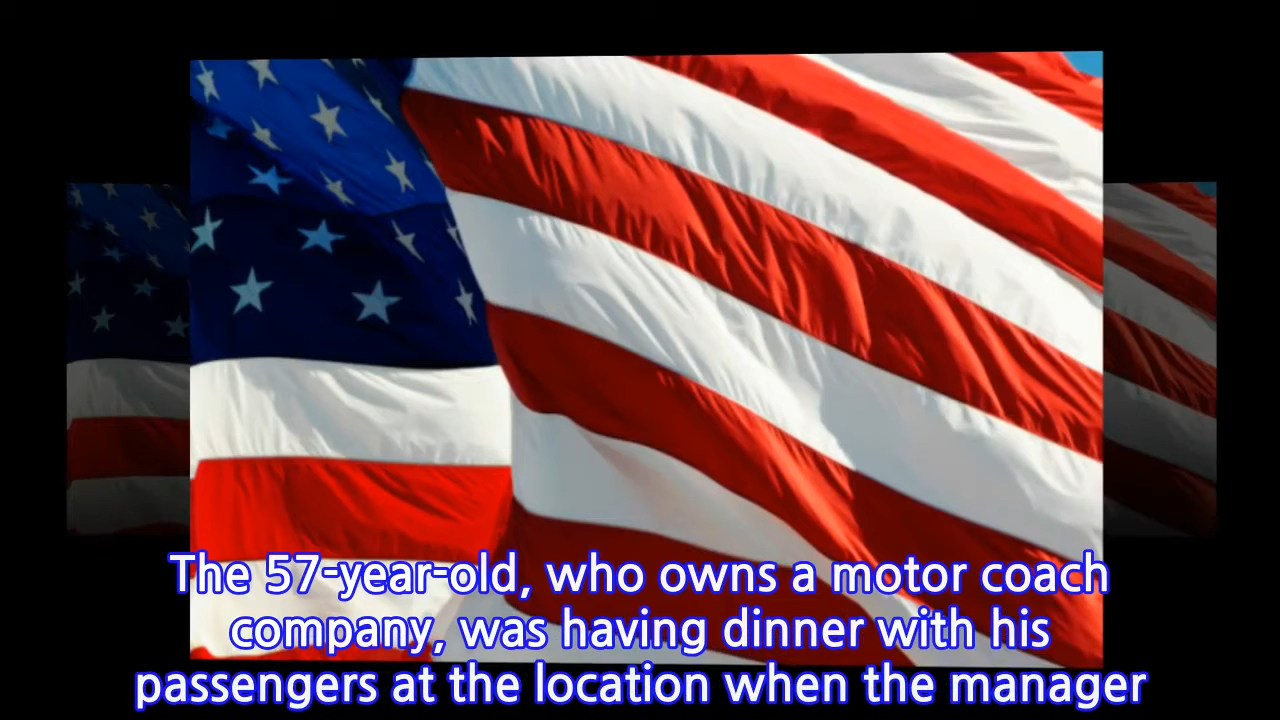 The 57-year-old, who owns a motor coach
company, was having dinner with his
passengers at the location when the manager